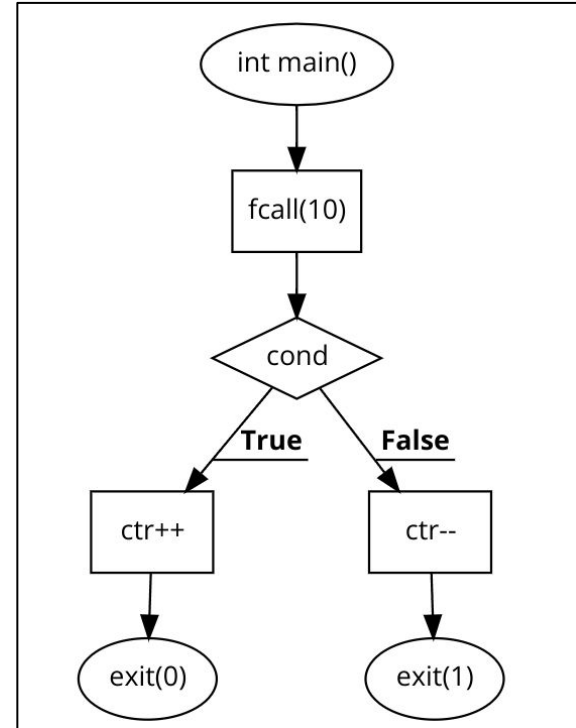 int main()
fcall(10)
cond
True
False
ctr++
ctr--
exit(0)
exit(1)